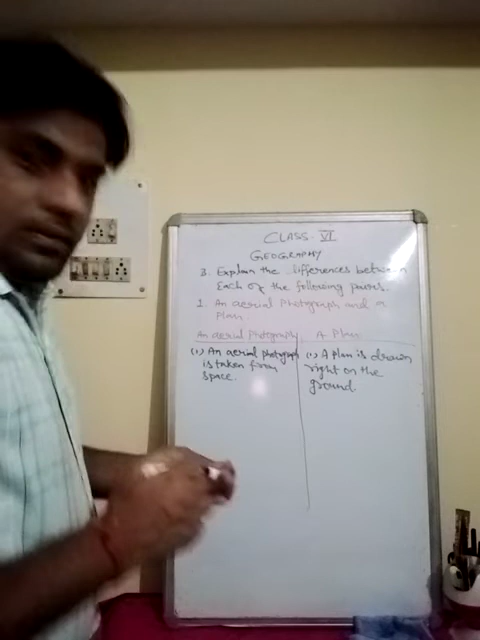 CLASS - VI
GEOGRAPHY
B. Explain the differences between
Each of the following pairs.
1. An aerial Photograph and a
Plan.
An aerial Photograph
A Plan
(1) An aerial photograph
is taken from
space.
(1) A Plan is drawn
right on the
ground.